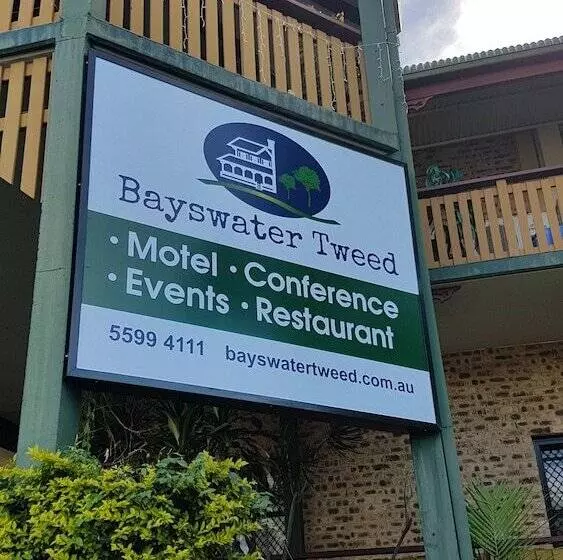 Bayswater Tweed
• Motel • Conference
• Events • Restaurant
5599 4111 bayswatertweed.com.au